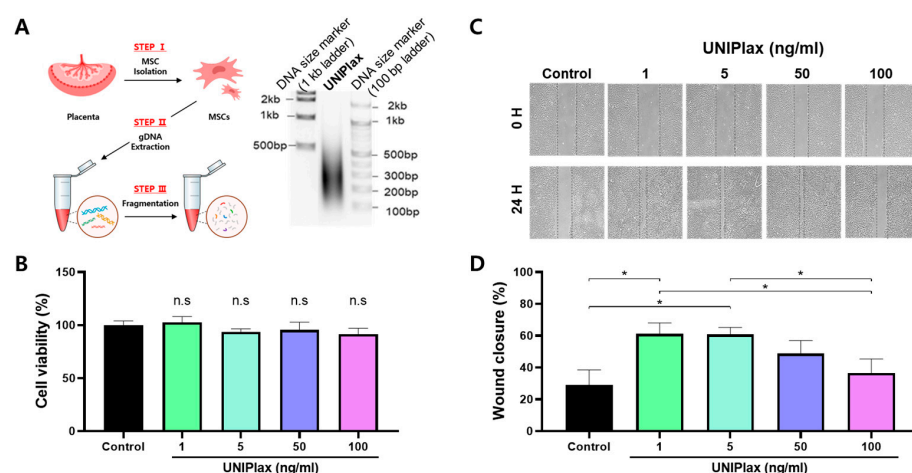 A
STEP Ⅰ
MSC
Isolation
Placenta
MSCs
STEP Ⅱ
gDNA
Extraction
STEP Ⅲ
Fragmentation
DNA size marker
(1 kb ladder)
UNIPlax
DNA size marker
(100 bp ladder)
2kb
1kb
500bp
2kb
1kb
500bp
300bp
200bp
100bp
B
Cell viability (%)
150
100
50
0
n.s
n.s
n.s
n.s
Control
1
5
50
100
UNIPlax (ng/ml)
C
UNIPlax (ng/ml)
Control
1
5
50
100
0 H
24 H
D
Wound closure (%)
100
80
60
40
20
0
*
*
*
*
Control
1
5
50
100
UNIPlax (ng/ml)